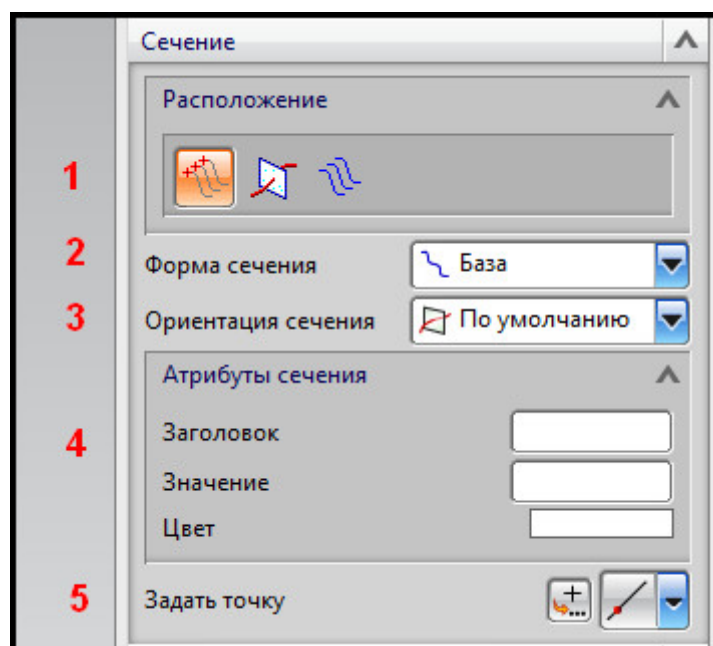 Сечение
Расположение
1
2 Форма сечения База
3 Ориентация сечения По умолчанию
Атрибуты сечения
4 Заголовок
Значение
Цвет
5 Задать точку